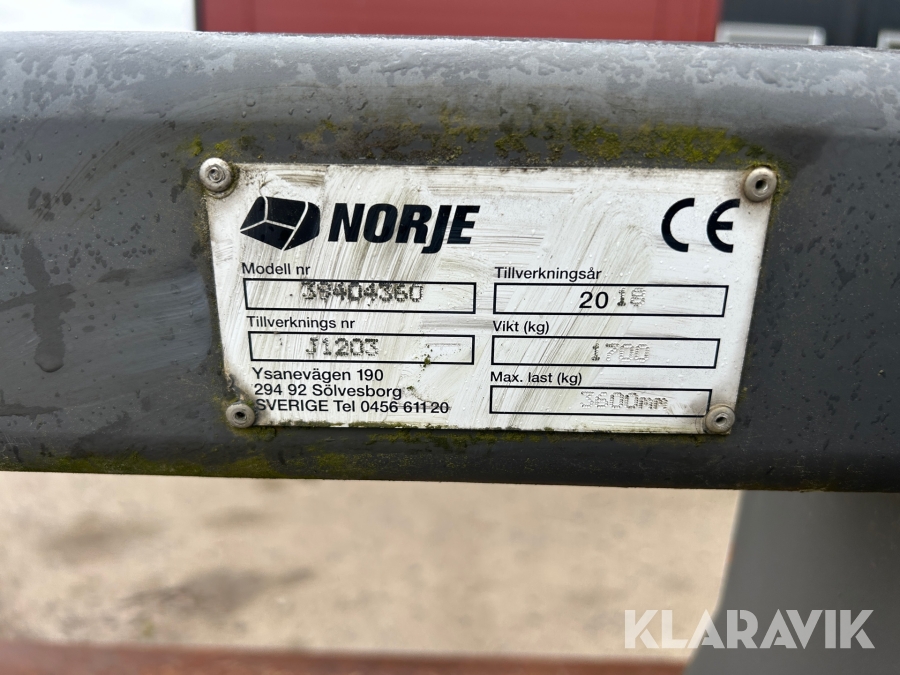 NORJE CE
Modell nr
38404360
Tillverkningsår
2018
Tillverknings nr
J1203
Vikt (kg)
1700
Ysanevägen 190
294 92 Sölvesborg
SVERIGE Tel 0456 611 20
Max. last (kg)
3600mm
KLARAVIK